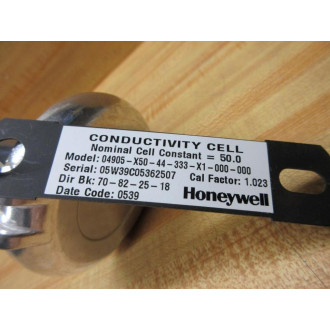 CONDUCTIVITY CELL
Nominal Cell Constant = 50.0
Model: 04905-X50-44-333-X1-000-000
Serial: 05W39C05362507 Cal Factor: 1.023
Dir Bk: 70-82-25-18
Date Code: 0539 Honeywell